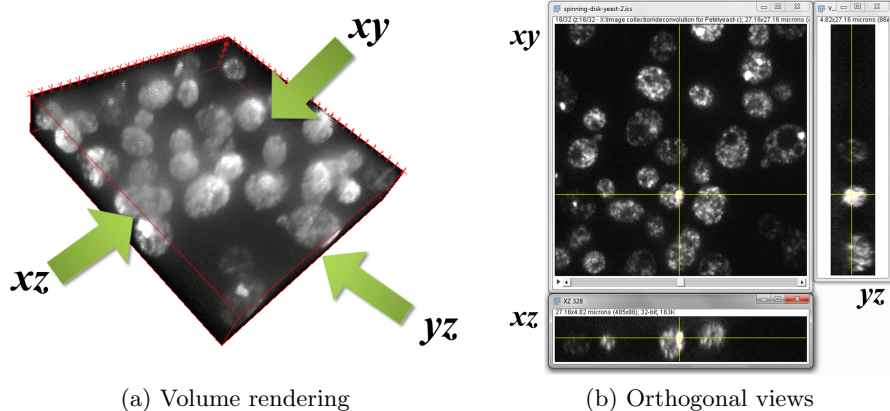 xy
xz
yz
(a) Volume rendering
spinning-disk-yeast-2.ics
16/32 (z:16/32 - X:\Image collection\deconvolution for Pete\yeast-c); 27.16x27.16 microns (
xy
Y...
4.82x27.16 microns (86x
yz
XZ 328
27.16x4.82 microns (485x86); 32-bit; 163K
xz
(b) Orthogonal views